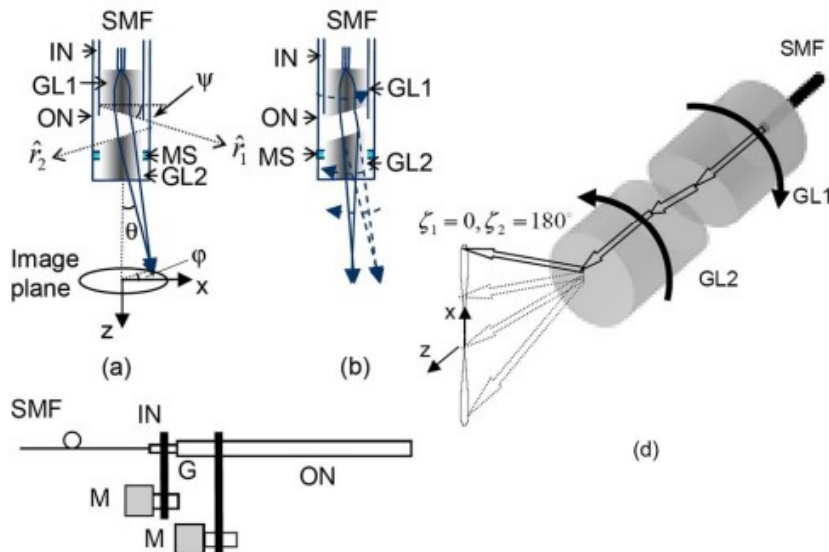 SMF
IN
GL1
ψ
ON
r̂₂
r̂₁
MS
GL2
θ
Image
plane
φ
x
z
(a)
SMF
IN
GL1
ON
MS
GL2
(b)
SMF
GL1
ζ₁ = 0, ζ₂ = 180°
GL2
x
z
(d)
SMF
IN
G
ON
M
M